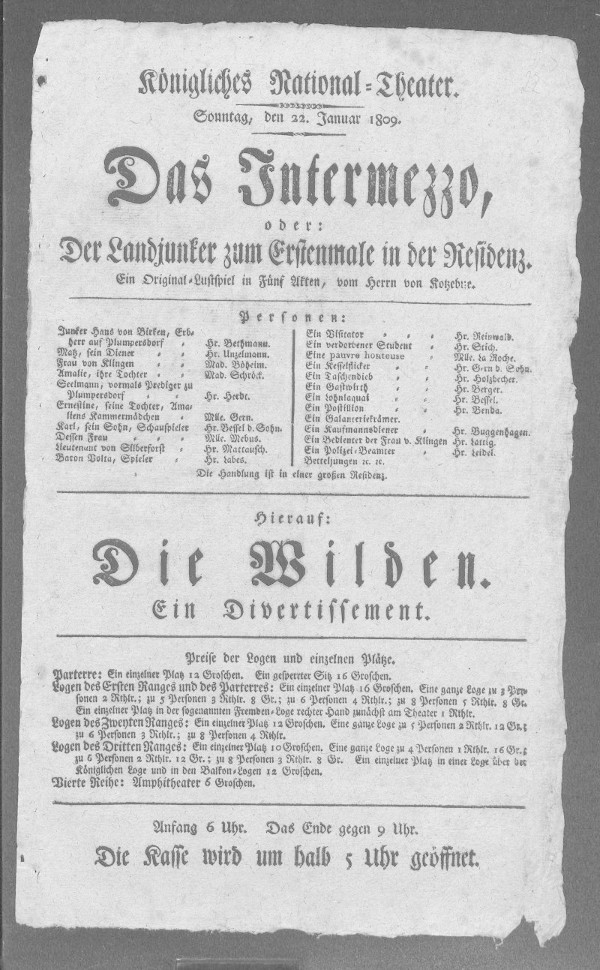 Königliches National-Theater.
Sonntag, den 22. Januar 1809.
Das Intermezzo,
oder:
Der Landjunker zum Erstenmale in der Residenz.
Ein Original-Lustspiel in Fünf Akten, vom Herrn von Kotzebue.
Personen:
Junker Hans von Birken, Erb-
herr auf Plumpersdorf Hr. Bethmann.
Matz, sein Diener Hr. Unzelmann.
Frau von Klingen Mad. Böheim.
Amalie, ihre Tochter Mad. Schröck.
Seelmann, vormals Prediger zu
Plumpersdorf Hr. Herdt.
Ernestine, seine Tochter, Ama-
liens Kammermädchen Mlle. Gern.
Karl, sein Sohn, Schauspieler Hr. Bessel d. Sohn.
Dessen Frau Mlle. Mebus.
Lieutenant von Silberforst Hr. Mattausch.
Baron Volta, Spieler Hr. Labes.
Ein Visitator Hr. Reinwald.
Ein verdorbener Student Hr. Stich.
Eine pauvre honteuse Mlle. la Roche.
Ein Kesselflicker Hr. Gern d. Sohn.
Ein Taschendieb Hr. Holzbecher.
Ein Gastwirth Hr. Berger.
Ein Lohnlaquai Hr. Bessel.
Ein Postillon Hr. Benda.
Ein Galanteriekrämer.
Ein Kaufmannsdiener Hr. Buggenhagen.
Ein Bedienter der Frau v. Klingen Hr. Lattig.
Ein Polizei-Beamter Hr. Leidel.
Betteljungen ꝛc. ꝛc.
Die Handlung ist in einer großen Residenz.
Hierauf:
Die Wilden.
Ein Divertissement.
Preise der Logen und einzelnen Plätze.
Parterre: Ein einzelner Platz 12 Groschen. Ein gesperrter Sitz 16 Groschen.
Logen des Ersten Ranges und des Parterres: Ein einzelner Platz 16 Groschen. Eine ganze Loge zu 3 Per-
sonen 2 Rthlr.; zu 5 Personen 3 Rthlr. 8 Gr.; zu 6 Personen 4 Rthlr.; zu 8 Personen 5 Rthlr. 8 Gr.
Ein einzelner Platz in der sogenannten Fremden-Loge rechter Hand zunächst am Theater 1 Rthlr.
Logen des Zweyten Ranges: Ein einzelner Platz 12 Groschen. Eine ganze Loge zu 5 Personen 2 Rthlr. 12 Gr.;
zu 6 Personen 3 Rthlr.; zu 8 Personen 4 Rthlr.
Logen des Dritten Ranges: Ein einzelner Platz 10 Groschen. Eine ganze Loge zu 4 Personen 1 Rthlr. 16 Gr.;
zu 6 Personen 2 Rthlr. 12 Gr.; zu 8 Personen 3 Rthlr. 8 Gr. Ein einzelner Platz in einer Loge über der
Königlichen Loge und in den Balkon-Logen 12 Groschen.
Vierte Reihe: Amphitheater 6 Groschen.
Anfang 6 Uhr. Das Ende gegen 9 Uhr.
Die Kasse wird um halb 5 Uhr geöffnet.